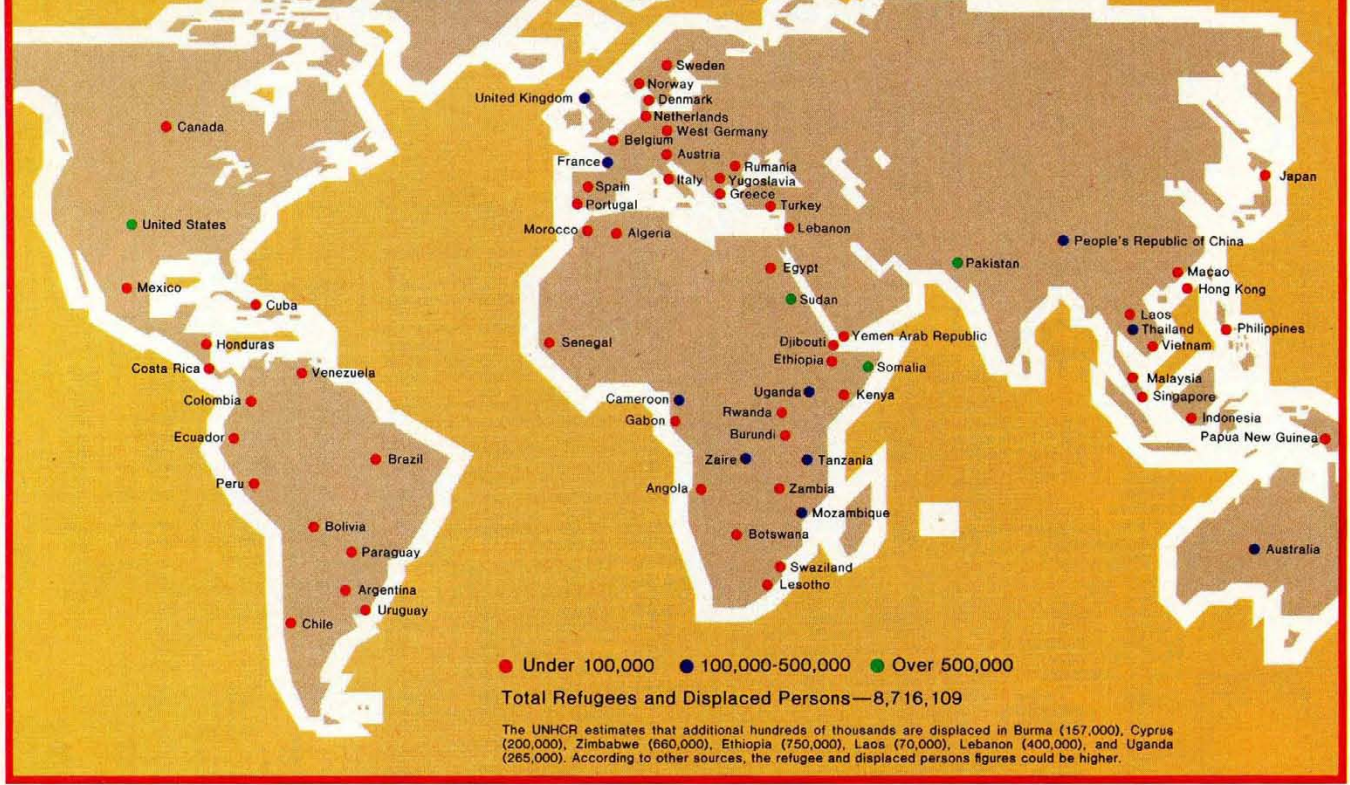 Sweden
Norway
United Kingdom
Denmark
Netherlands
Canada
West Germany
Belgium
Austria
France
Rumania
Italy
Yugoslavia
Japan
Spain
Greece
Portugal
Turkey
United States
Morocco
Algeria
Lebanon
People's Republic of China
Pakistan
Egypt
Macao
Mexico
Hong Kong
Sudan
Cuba
Laos
Thailand
Philippines
Yemen Arab Republic
Honduras
Senegal
Djibouti
Vietnam
Ethiopia
Costa Rica
Venezuela
Somalia
Malaysia
Uganda
Kenya
Singapore
Colombia
Cameroon
Rwanda
Gabon
Indonesia
Ecuador
Burundi
Papua New Guinea
Brazil
Zaire
Tanzania
Peru
Angola
Zambia
Mozambique
Bolivia
Botswana
Paraguay
Australia
Swaziland
Lesotho
Argentina
Uruguay
Chile
Under 100,000 100,000-500,000 Over 500,000
Total Refugees and Displaced Persons—8,716,109
The UNHCR estimates that additional hundreds of thousands are displaced in Burma (157,000), Cyprus
(200,000), Zimbabwe (660,000), Ethiopia (750,000), Laos (70,000), Lebanon (400,000), and Uganda
(265,000). According to other sources, the refugee and displaced persons figures could be higher.